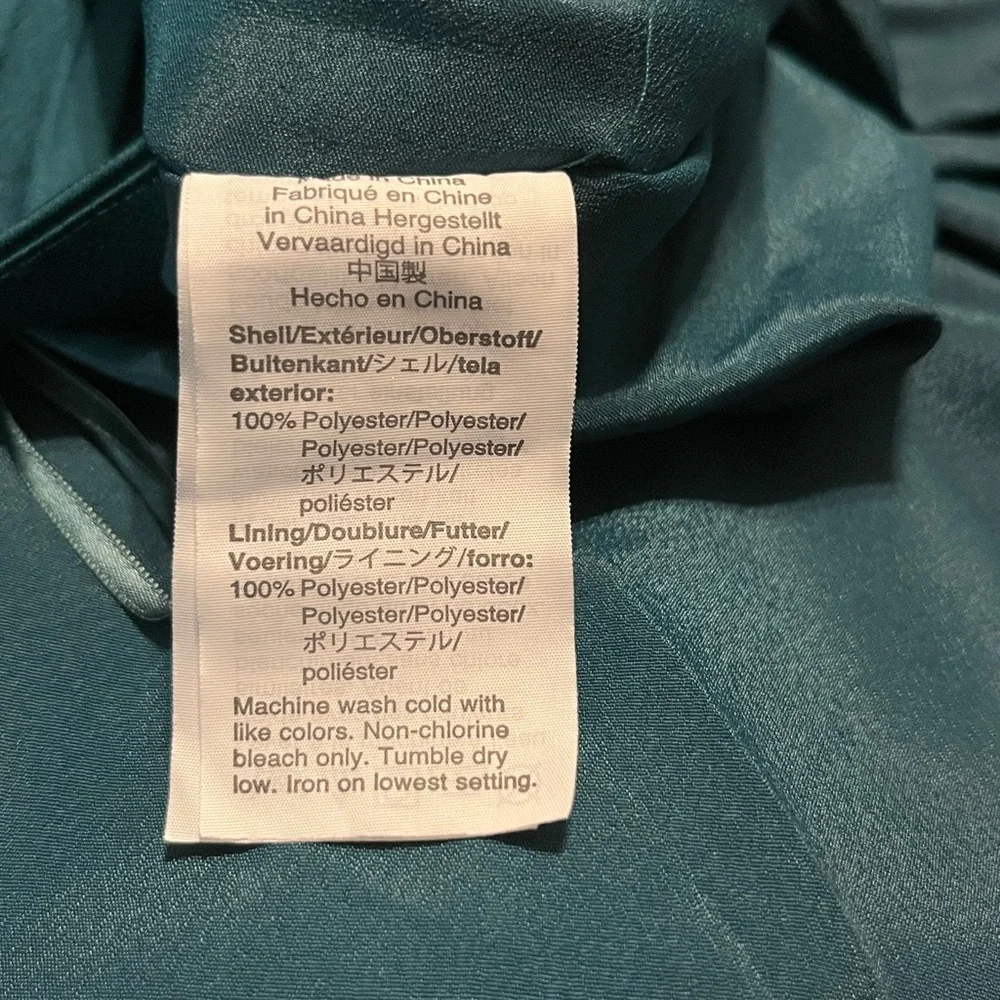 Made in China
Fabriqué en Chine
in China Hergestellt
Vervaardigd in China
中国製
Hecho en China
Shell/Extérieur/Oberstoff/
Buitenkant/シェル/tela
exterior:
100% Polyester/Polyester/
Polyester/Polyester/
ポリエステル/
poliéster
Lining/Doublure/Futter/
Voering/ライニング/forro:
100% Polyester/Polyester/
Polyester/Polyester/
ポリエステル/
poliéster
Machine wash cold with
like colors. Non-chlorine
bleach only. Tumble dry
low. Iron on lowest setting.